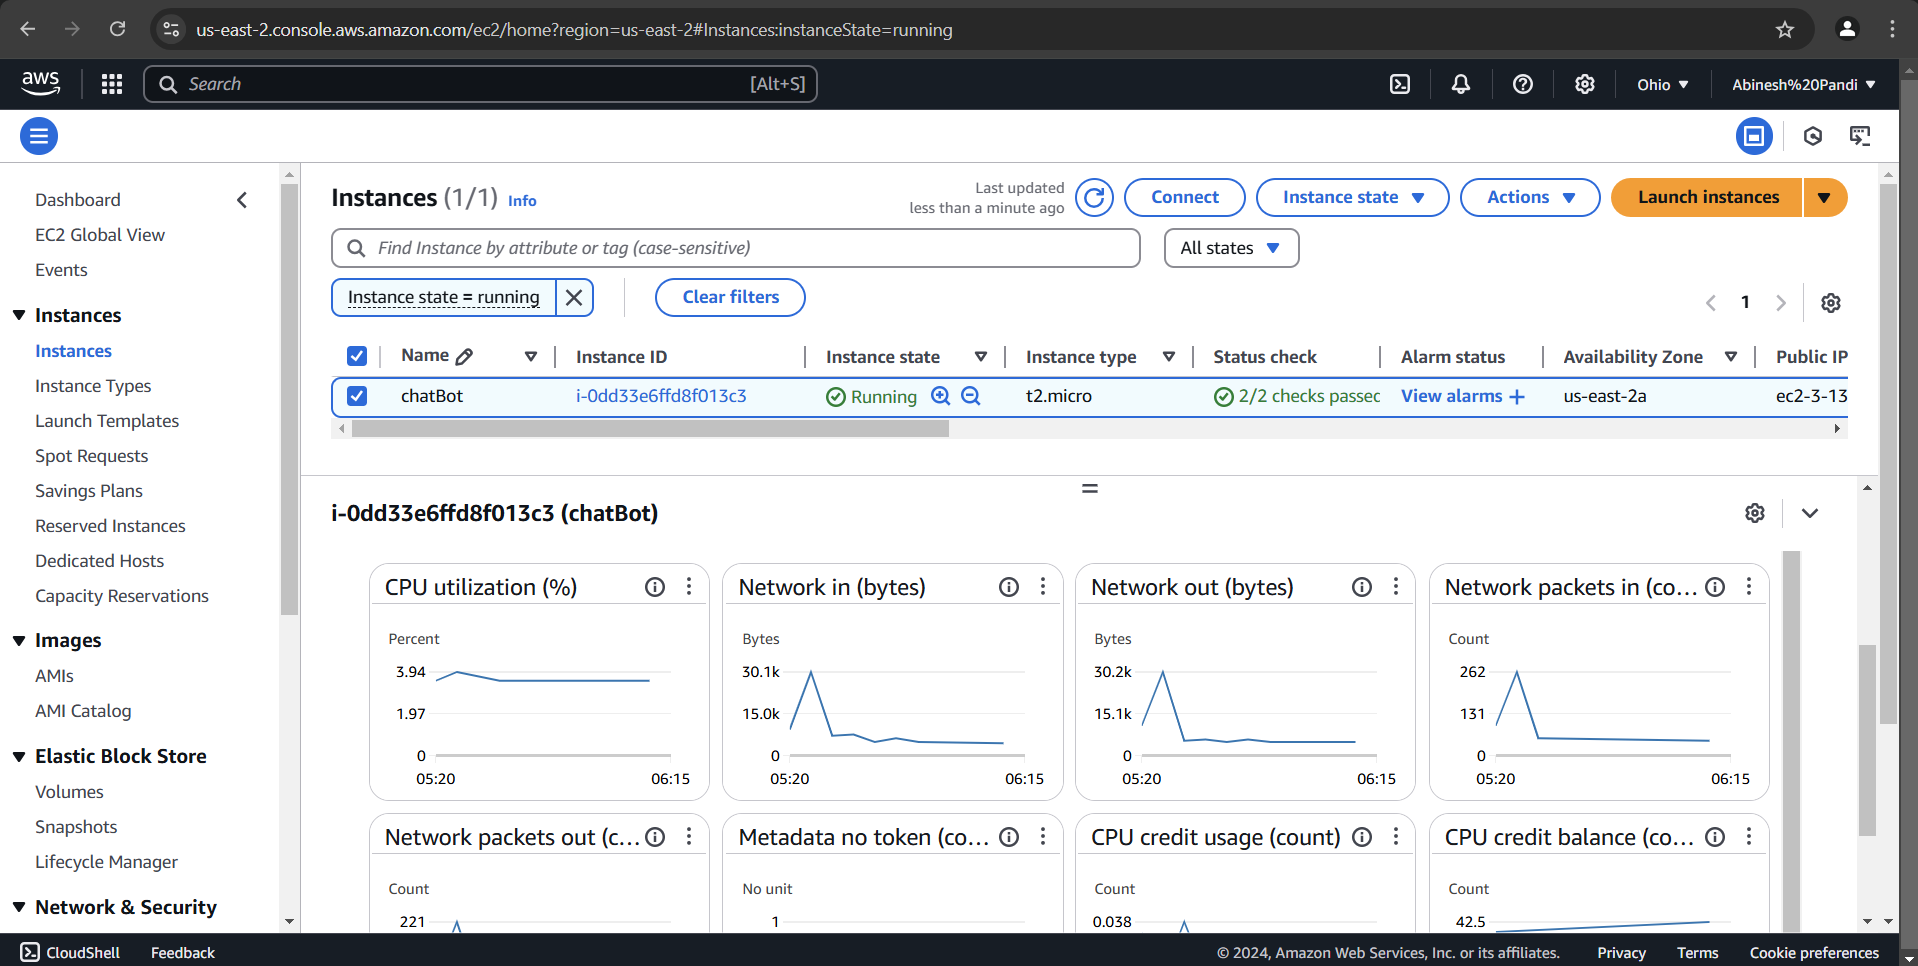 us-east-2.console.aws.amazon.com/ec2/home?region=us-east-2#Instances:instanceState=running
aws
Search
[Alt+S]
Ohio
Abinesh%20Pandi
Dashboard
EC2 Global View
Events
Instances
Instances
Instance Types
Launch Templates
Spot Requests
Savings Plans
Reserved Instances
Dedicated Hosts
Capacity Reservations
Images
AMIs
AMI Catalog
Elastic Block Store
Volumes
Snapshots
Lifecycle Manager
Network & Security
Instances (1/1) Info
Last updated
less than a minute ago
Connect
Instance state
Actions
Launch instances
Find Instance by attribute or tag (case-sensitive)
All states
Instance state = running
Clear filters
1
Name Instance ID Instance state Instance type Status check Alarm status Availability Zone Public IP
chatBot i-0dd33e6ffd8f013c3 Running t2.micro 2/2 checks passed View alarms + us-east-2a ec2-3-13
i-0dd33e6ffd8f013c3 (chatBot)
CPU utilization (%)
Percent
3.94
1.97
0
05:20 06:15
Network in (bytes)
Bytes
30.1k
15.0k
0
05:20 06:15
Network out (bytes)
Bytes
30.2k
15.1k
0
05:20 06:15
Network packets in (co...
Count
262
131
0
05:20 06:15
Network packets out (c...
Count
221
Metadata no token (co...
No unit
1
CPU credit usage (count)
Count
0.038
CPU credit balance (co...
Count
42.5
CloudShell
Feedback
© 2024, Amazon Web Services, Inc. or its affiliates.
Privacy
Terms
Cookie preferences